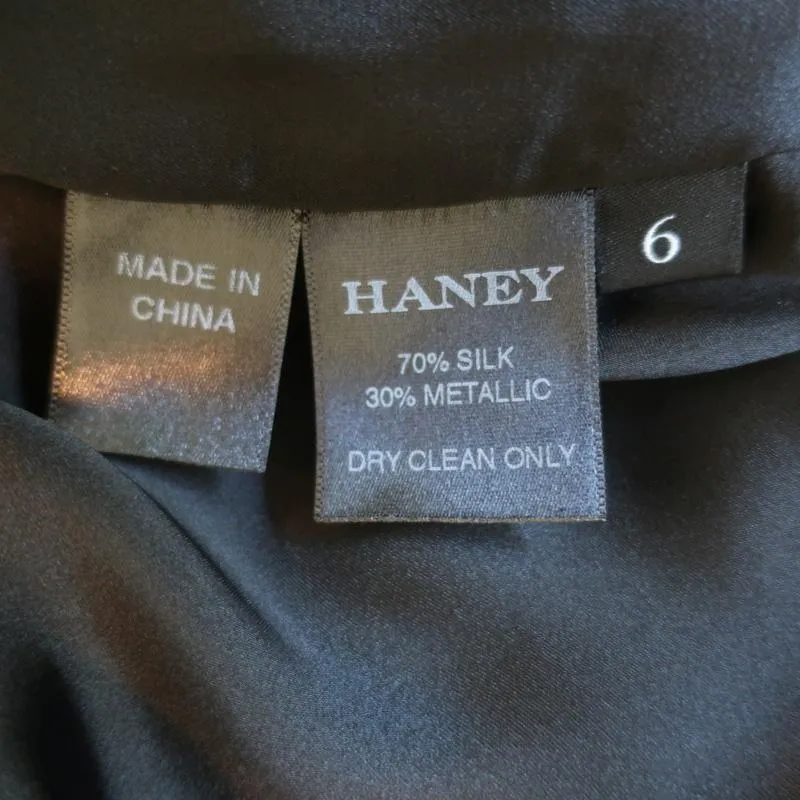 MADE IN
CHINA
HANEY
70% SILK
30% METALLIC
DRY CLEAN ONLY
6